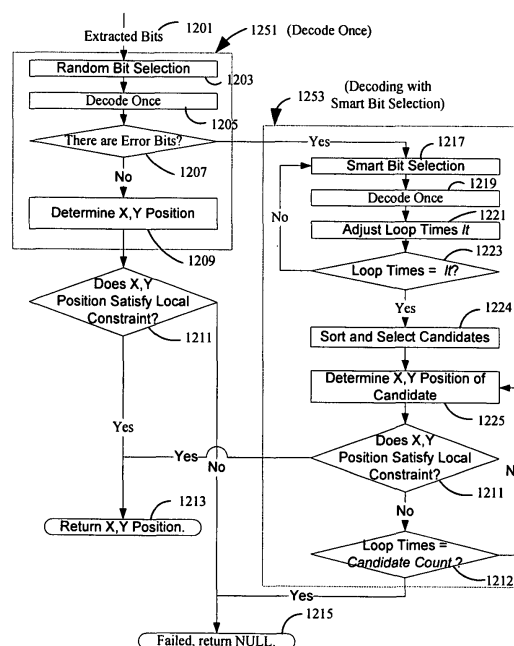 1201
Extracted Bits
1251 (Decode Once)
Random Bit Selection
1203
Decode Once
1205
There are Error Bits?
1207
Yes
No
Determine X,Y Position
1209
Does X,Y
Position Satisfy Local
Constraint?
1211
Yes
No
Return X,Y Position.
1213
1253
(Decoding with
Smart Bit Selection)
1217
Smart Bit Selection
1219
Decode Once
1221
Adjust Loop Times lt
1223
No
Loop Times = lt?
Yes
1224
Sort and Select Candidates
Determine X,Y Position of
Candidate
1225
Does X,Y
Position Satisfy Local
Constraint?
1211
Yes
No
N
Loop Times =
Candidate Count ?
1212
Yes
1215
Failed, return NULL.